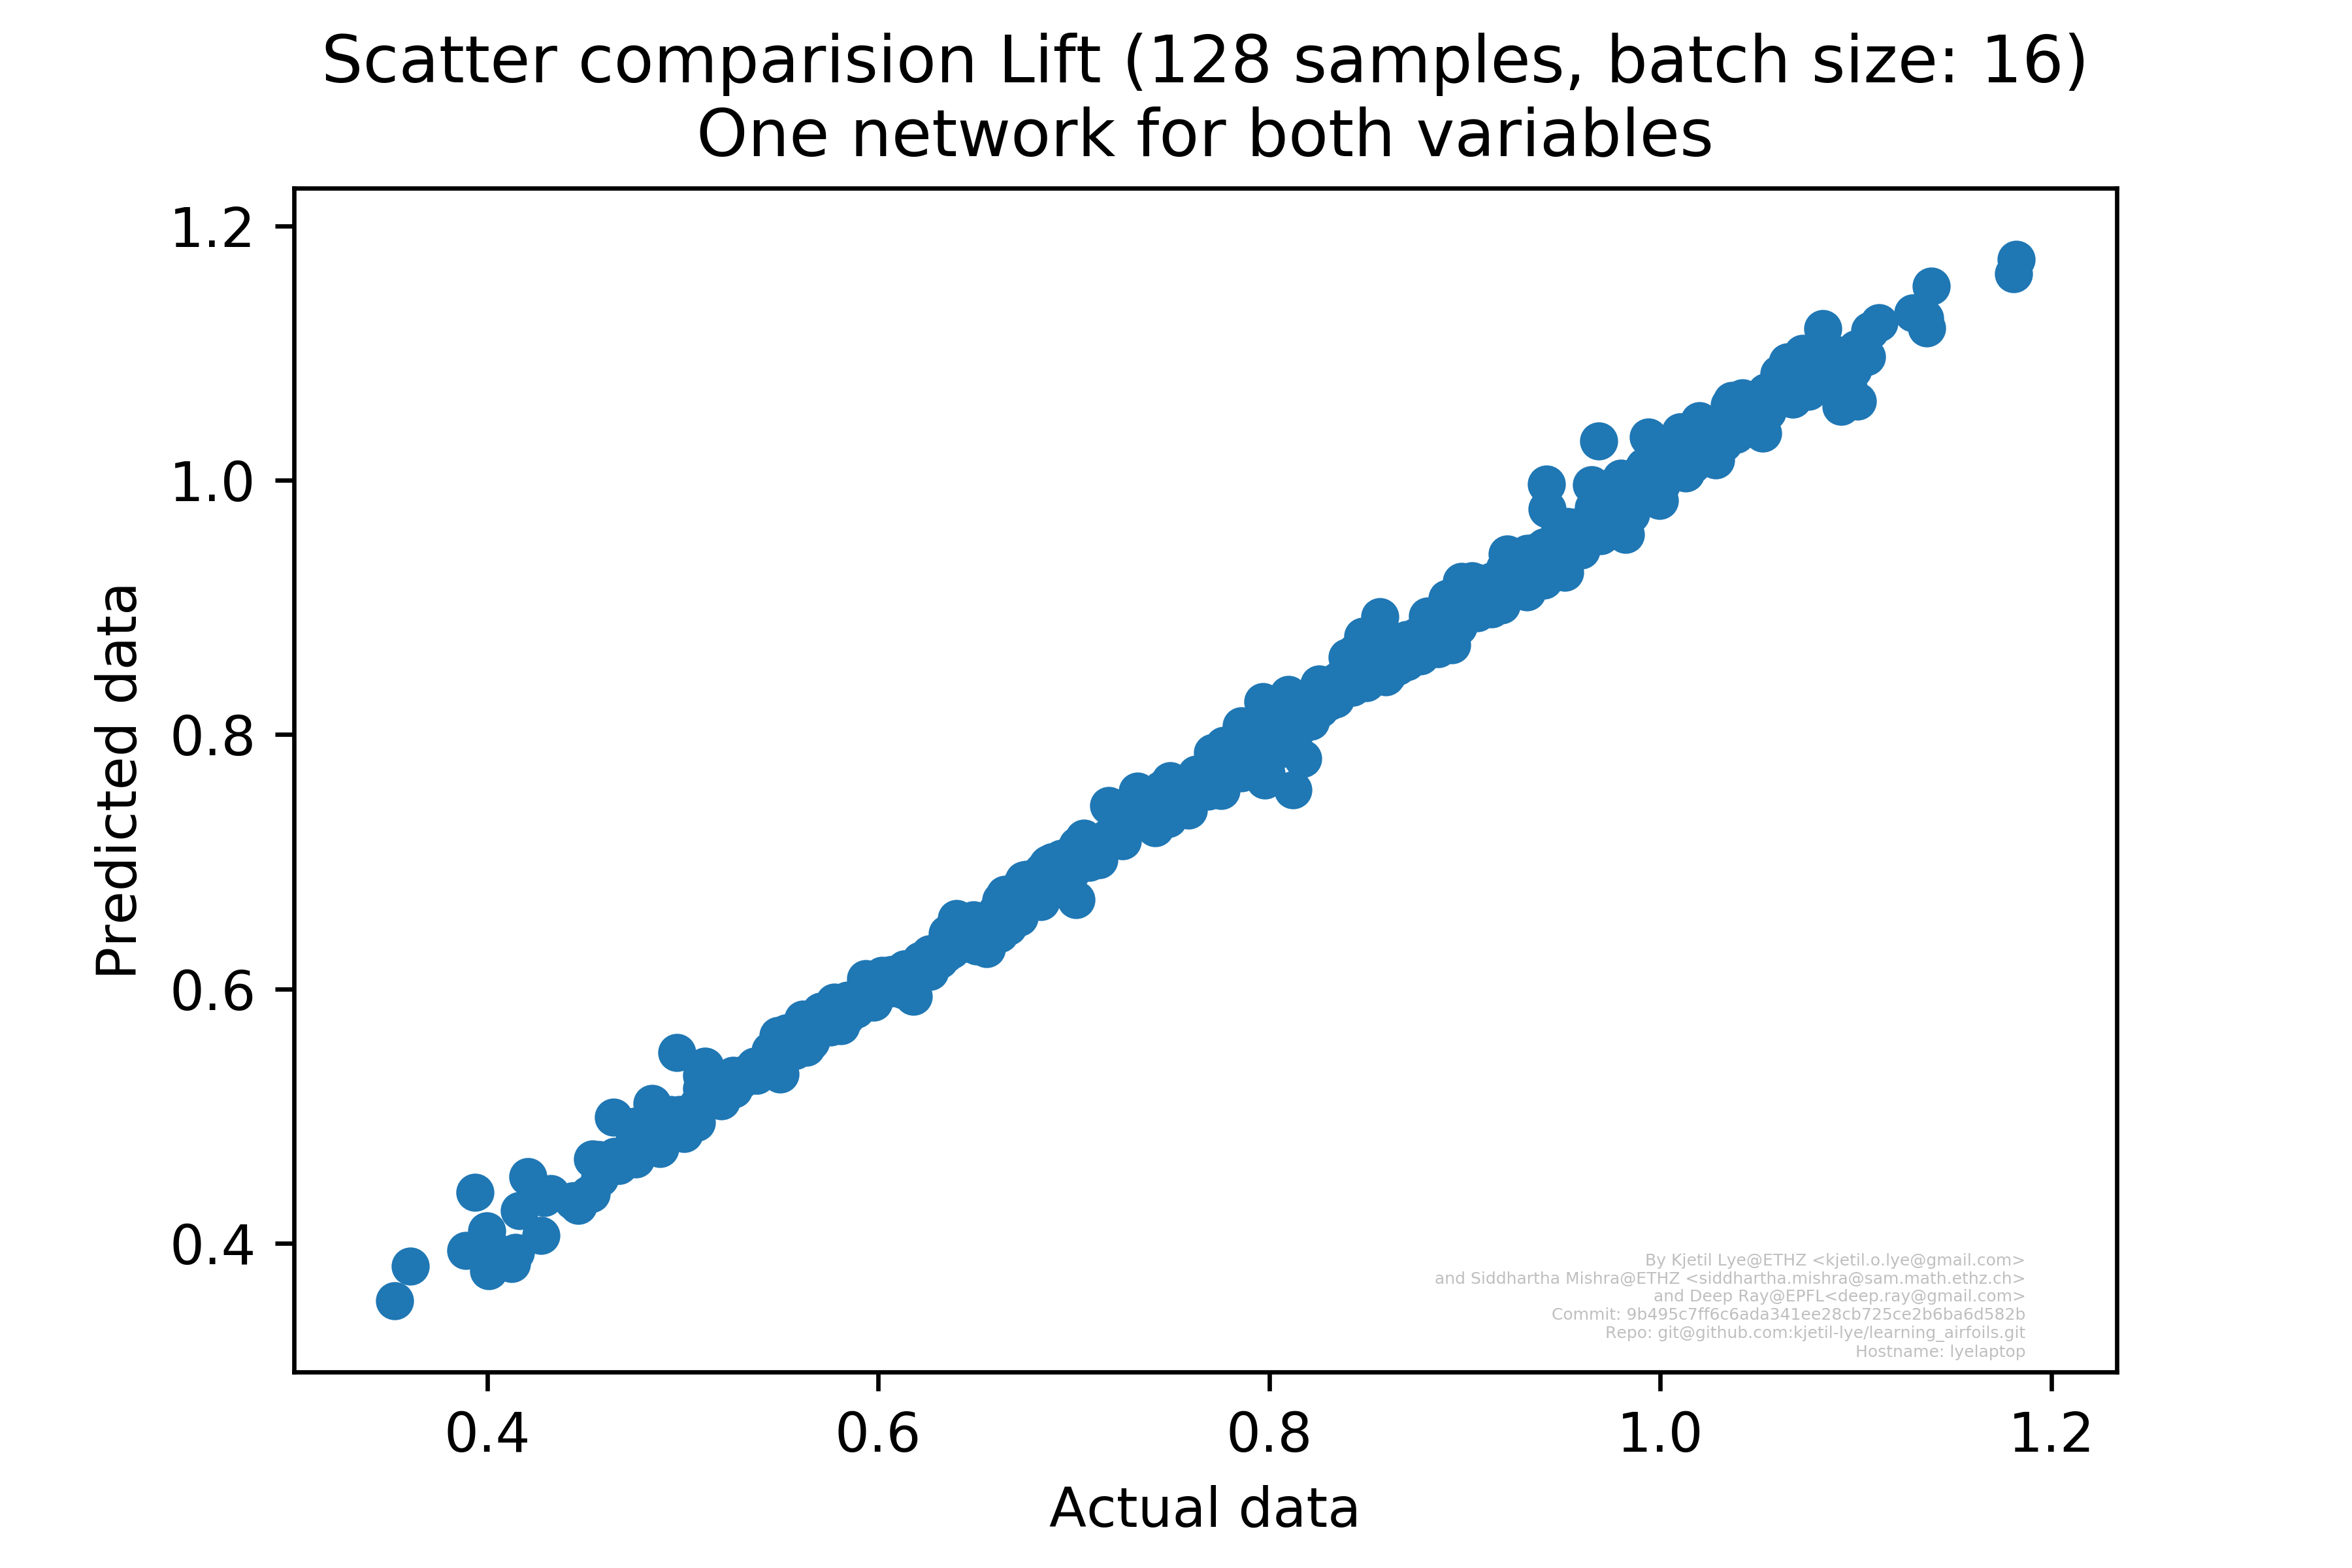 Scatter comparision Lift (128 samples, batch size: 16)
One network for both variables
1.2
1.0
0.8
0.6
0.4
Predicted data
0.4
0.6
0.8
1.0
1.2
Actual data
By Kjetil Lye@ETHZ <kjetil.o.lye@gmail.com>
and Siddhartha Mishra@ETHZ <siddhartha.mishra@sam.math.ethz.ch>
and Deep Ray@EPFL<deep.ray@gmail.com>
Commit: 9b495c7ff6c6ada341ee28cb725ce2b6ba6d582b
Repo: git@github.com:kjetil-lye/learning_airfoils.git
Hostname: lyelaptop